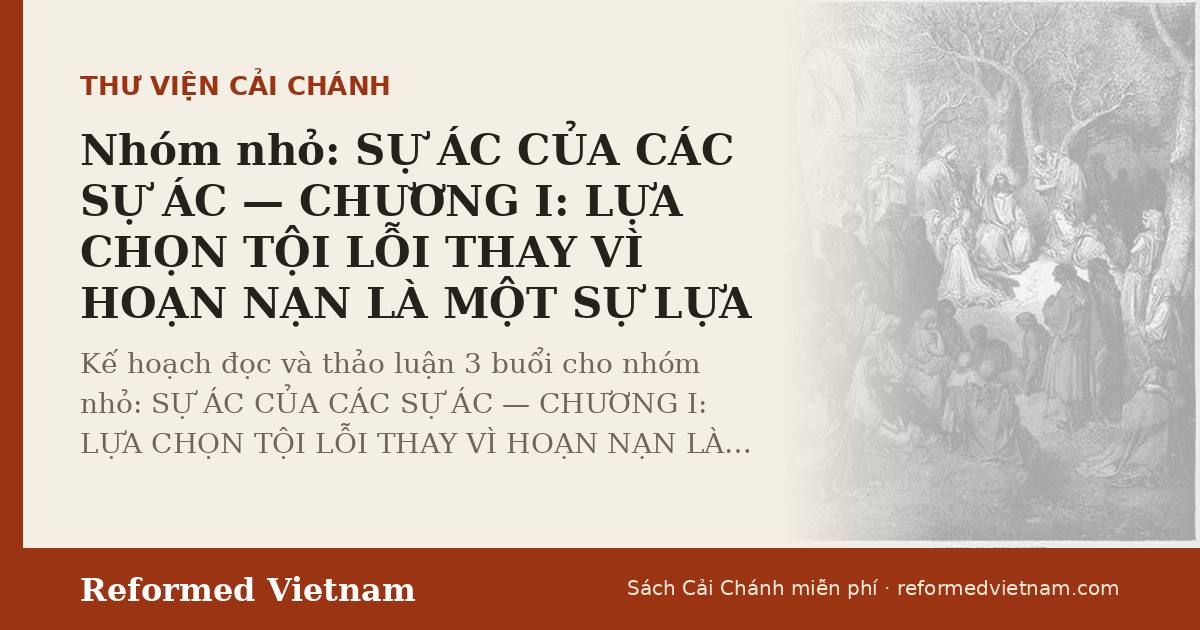 THƯ VIỆN CẢI CHÁNH
Nhóm nhỏ: SỰ ÁC CỦA CÁC
SỰ ÁC — CHƯƠNG I: LỰA
CHỌN TỘI LỖI THAY VÌ
HOẠN NẠN LÀ MỘT SỰ LỰA
Kế hoạch đọc và thảo luận 3 buổi cho nhóm
nhỏ: SỰ ÁC CỦA CÁC SỰ ÁC — CHƯƠNG I:
LỰA CHỌN TỘI LỖI THAY VÌ HOẠN NẠN LÀ...
Reformed Vietnam
Sách Cải Chánh miễn phí · reformedvietnam.com